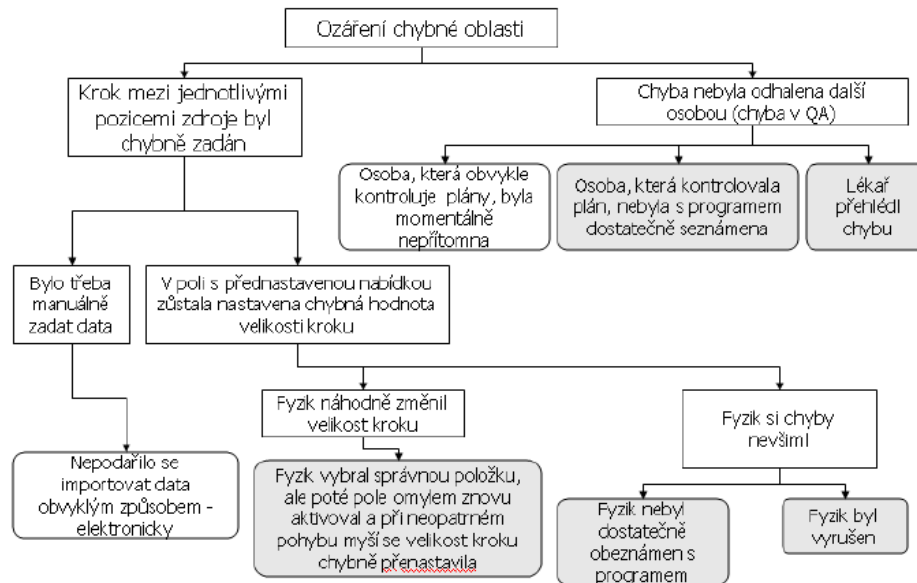 Ozáření chybné oblasti
Krok mezi jednotlivými
pozicemi zdroje byl
chybně zadán
Chyba nebyla odhalena další
osobou (chyba v QA)
Osoba, která obvykle
kontroluje plány, byla
momentálně
nepřítomna
Osoba, která kontrolovala
plán, nebyla s programem
dostatečně seznámena
Lékař
přehlédl
chybu
Bylo třeba
manuálně
zadat data
V poli s přednastavenou nabídkou
zůstala nastavena chybná hodnota
velikosti kroku
Fyzik náhodně změnil
velikost kroku
Fyzik si chyby
nevšiml
Nepodařilo se
importovat data
obvyklým způsobem -
elektronicky
Fyzik vybral správnou položku,
ale poté pole omylem znovu
aktivoval a při neopatrném
pohybu myší se velikost kroku
chybně přenastavila
Fyzik nebyl
dostatečně
obeznámen s
programem
Fyzik byl
vyrušen